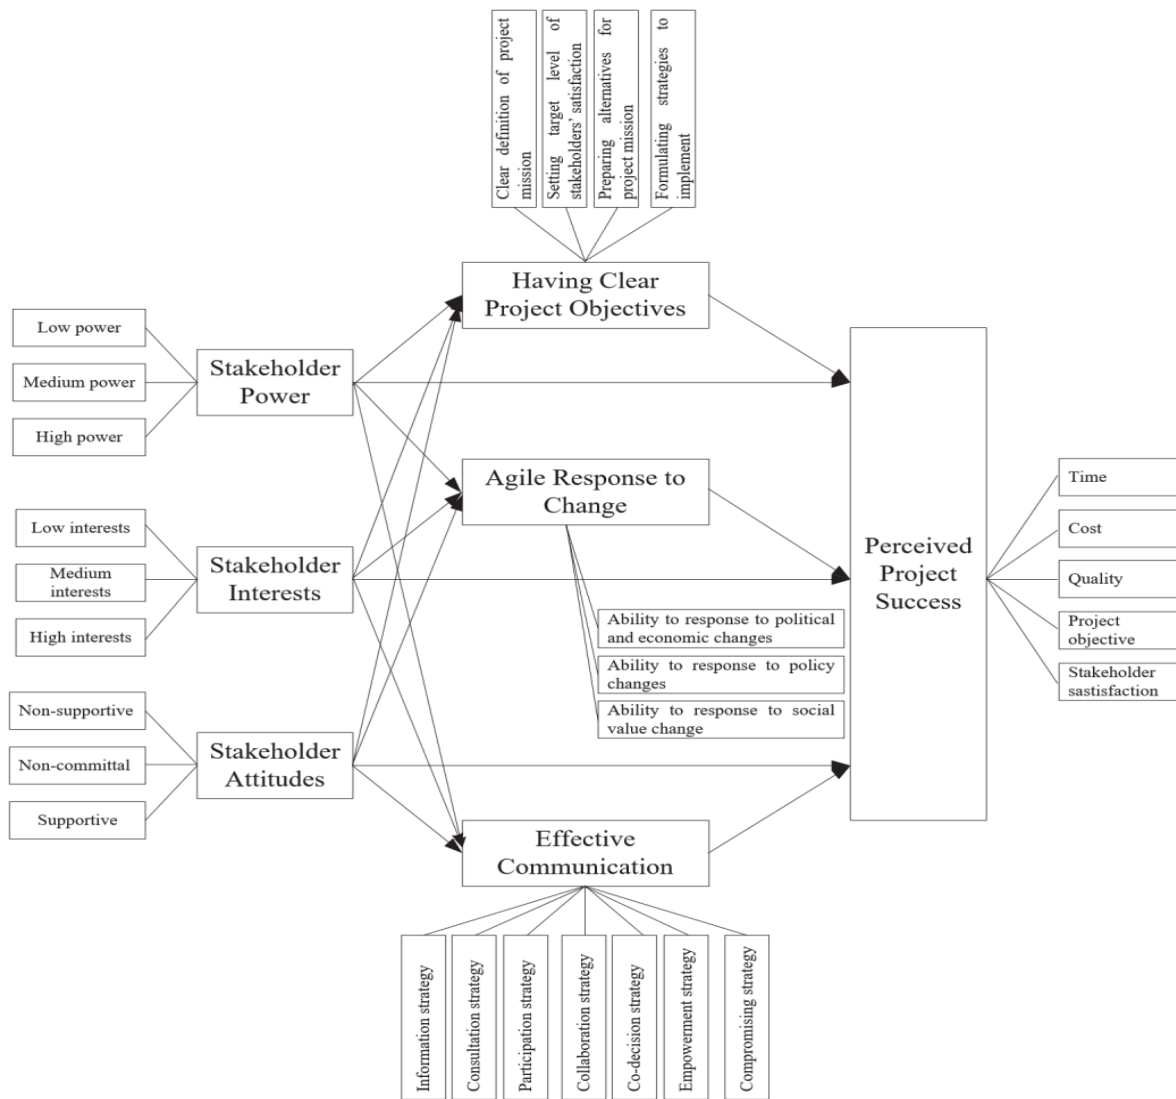 Clear definition of project
mission
Setting target level of
stakeholders' satisfaction
Preparing alternatives for
project mission
Formulating strategies to
implement
Having Clear
Project Objectives
Low power
Medium power
High power
Stakeholder
Power
Low interests
Medium
interests
High interests
Stakeholder
Interests
Non-supportive
Non-committal
Supportive
Stakeholder
Attitudes
Agile Response to
Change
Ability to response to political
and economic changes
Ability to response to policy
changes
Ability to response to social
value change
Effective
Communication
Information strategy
Consultation strategy
Participation strategy
Collaboration strategy
Co-decision strategy
Empowerment strategy
Compromising strategy
Perceived
Project
Success
Time
Cost
Quality
Project
objective
Stakeholder
sastisfaction